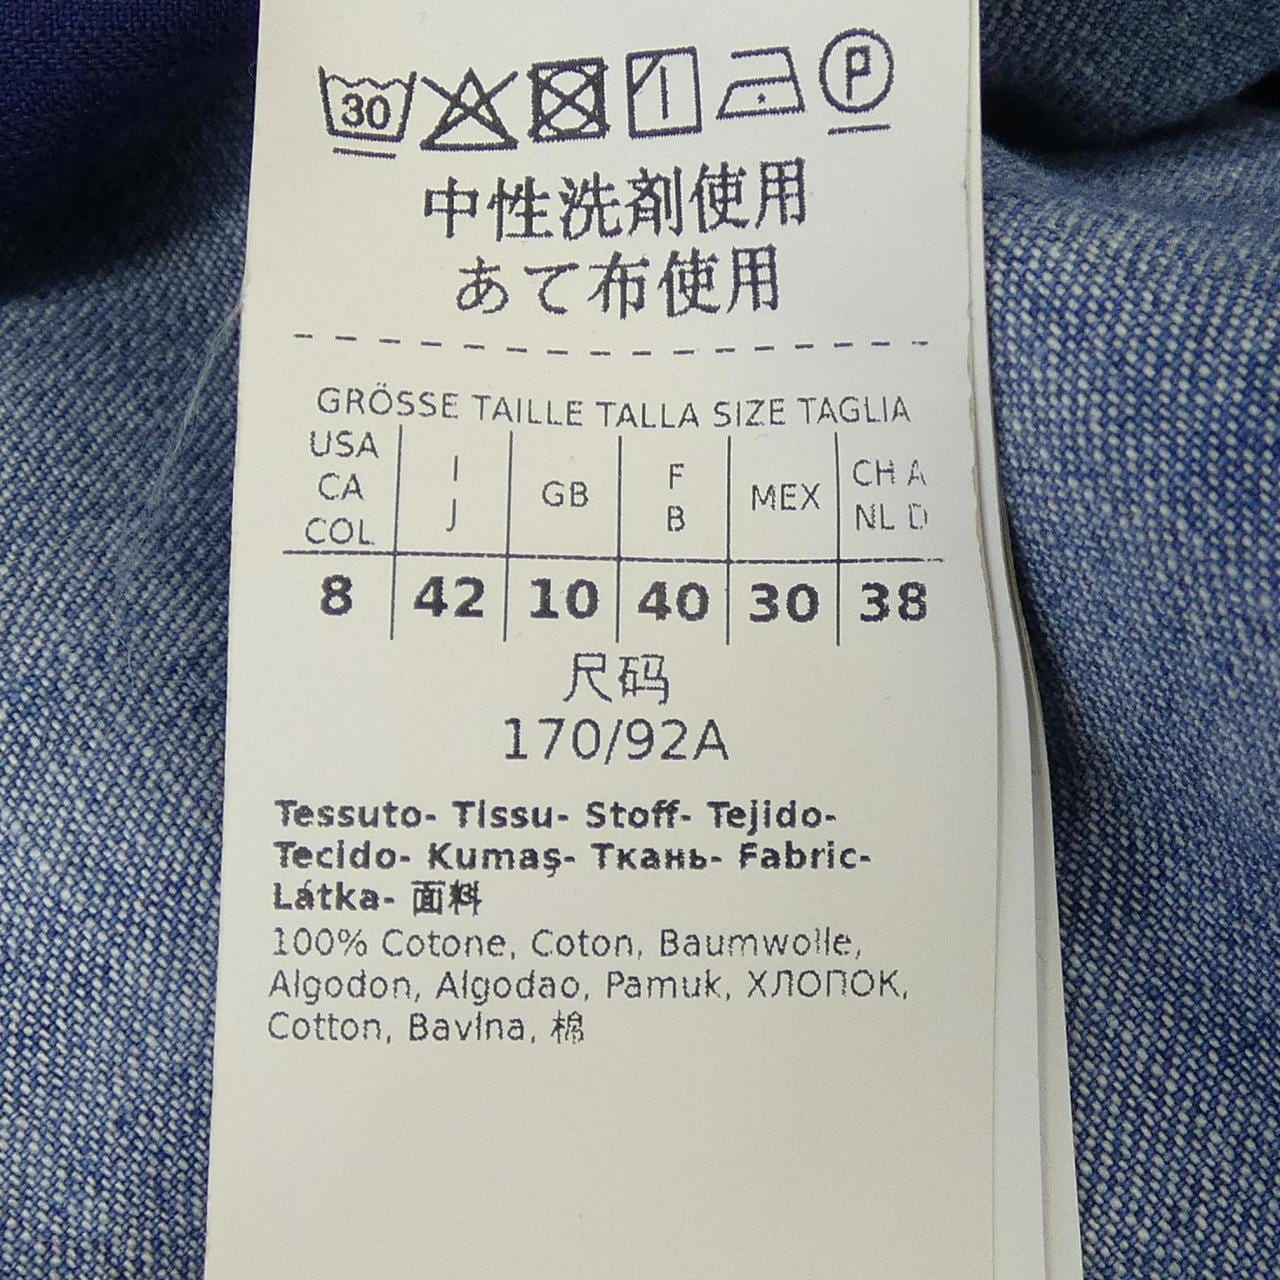 30 P
中性洗剤使用
あて布使用
GRÖSSE TAILLE TALLA SIZE TAGLIA
USA CA COL | I J | GB | F B | MEX | CH A NL D
8 | 42 | 10 | 40 | 30 | 38
尺码
170/92A
Tessuto- Tissu- Stoff- Tejido-
Tecido- Kumaş- Ткань- Fabric-
Látka- 面料
100% Cotone, Coton, Baumwolle,
Algodon, Algodao, Pamuk, ХЛОПОК,
Cotton, Bavlna, 棉